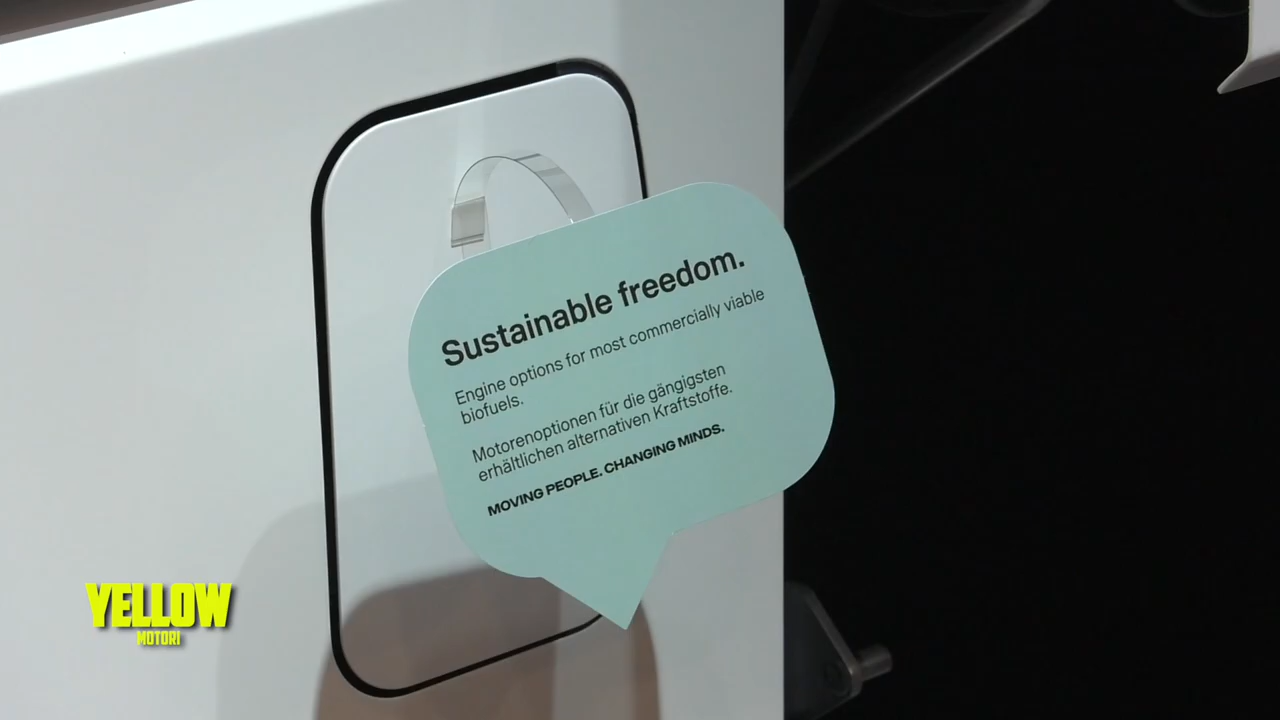 Sustainable freedom.
Engine options for most commercially viable
biofuels.
Motorenoptionen für die gängigsten
erhältlichen alternativen Kraftstoffe.
MOVING PEOPLE. CHANGING MINDS.
YELLOW
MOTORI